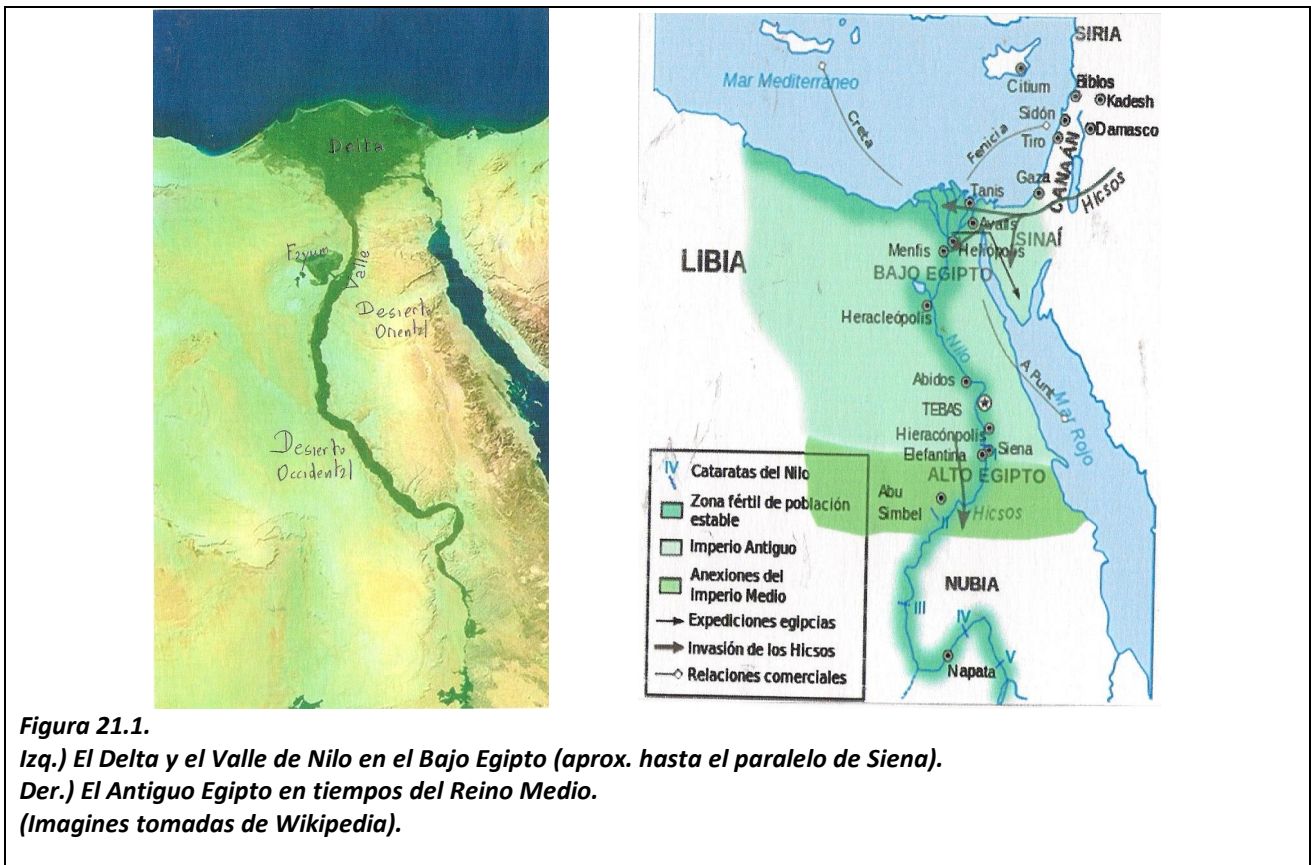 Delta
Fayum
Valle
Desierto
Oriental
Desierto
Occidental
SIRIA
Mar Mediterráneo
Citium
Biblos
Kadesh
Sidón
Damasco
Creta
Fenicia
Tiro
CANAÁN
Gaza
Hicsos
Tanis
Avaris
SINAÍ
Menfis
Heliópolis
LIBIA
BAJO EGIPTO
Heracleópolis
Nilo
Abidos
A Punt
Mar Rojo
TEBAS
Hieracónpolis
Elefantina
Siena
I
ALTO EGIPTO
Abu
Simbel
Hicsos
II
NUBIA
III
IV
V
Napata
IV Cataratas del Nilo
Zona fértil de población
estable
Imperio Antiguo
Anexiones del
Imperio Medio
Expediciones egipcias
Invasión de los Hicsos
Relaciones comerciales
Figura 21.1.
Izq.) El Delta y el Valle de Nilo en el Bajo Egipto (aprox. hasta el paralelo de Siena).
Der.) El Antiguo Egipto en tiempos del Reino Medio.
(Imagines tomadas de Wikipedia).